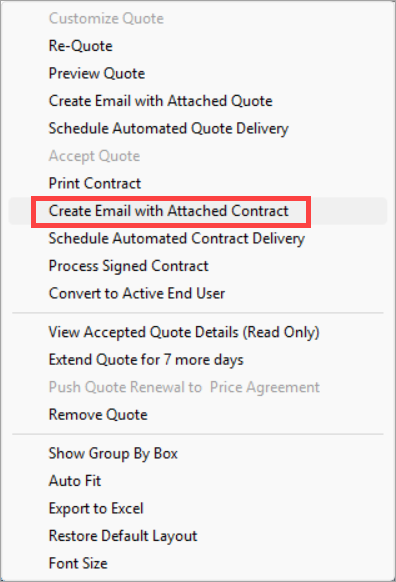 Customize Quote
Re-Quote
Preview Quote
Create Email with Attached Quote
Schedule Automated Quote Delivery
Accept Quote
Print Contract
Create Email with Attached Contract
Schedule Automated Contract Delivery
Process Signed Contract
Convert to Active End User
View Accepted Quote Details (Read Only)
Extend Quote for 7 more days
Push Quote Renewal to  Price Agreement
Remove Quote
Show Group By Box
Auto Fit
Export to Excel
Restore Default Layout
Font Size